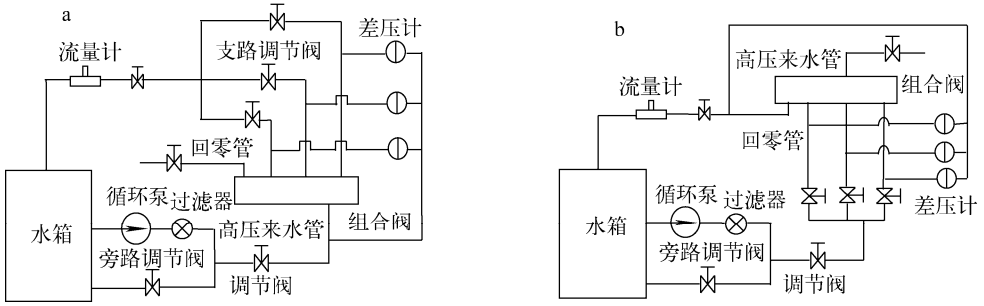 a
流量计
支路调节阀
差压计
回零管
水箱
循环泵
过滤器
高压来水管
组合阀
旁路调节阀
调节阀
b
高压来水管
流量计
组合阀
回零管
水箱
循环泵
过滤器
差压计
旁路调节阀
调节阀